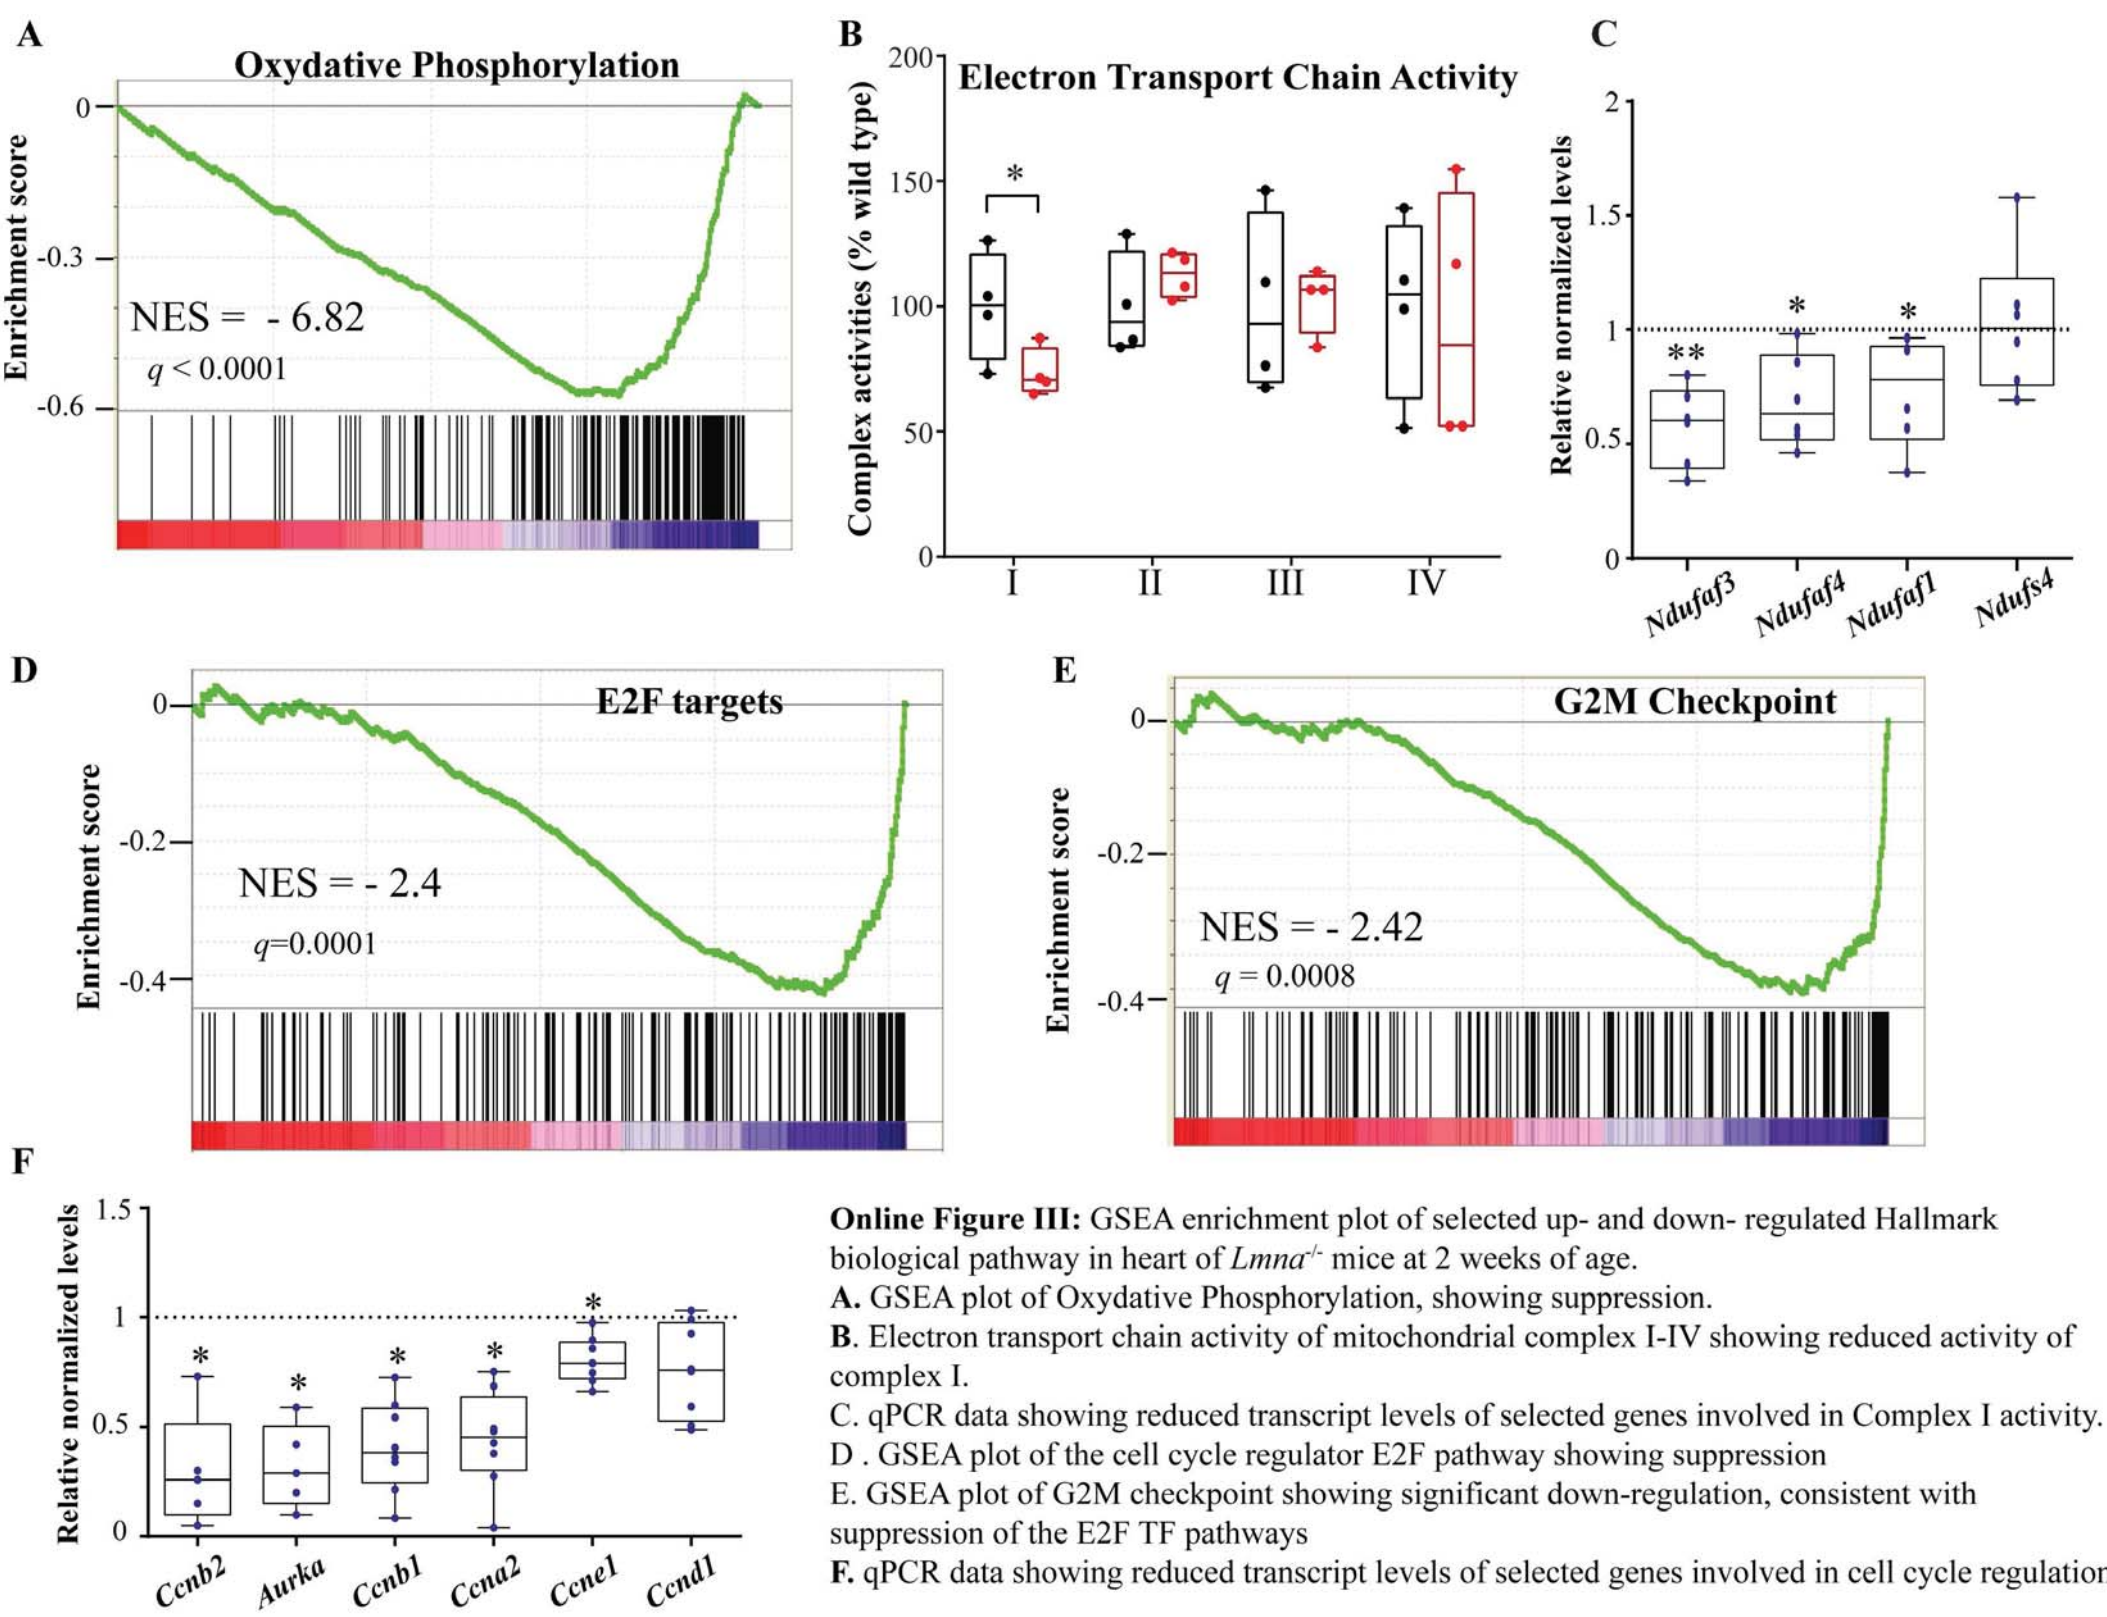 A
Oxydative Phosphorylation
Enrichment score
0
-0.3
-0.6
NES = - 6.82
q < 0.0001
B
Electron Transport Chain Activity
Complex activities (% wild type)
200
150
100
50
0
*
I II III IV
C
Relative normalized levels
2
1.5
1
0.5
0
**
*
*
Ndufaf3 Ndufaf4 Ndufaf1 Ndufs4
D
E2F targets
Enrichment score
0
-0.2
-0.4
NES = - 2.4
q=0.0001
E
G2M Checkpoint
Enrichment score
0
-0.2
-0.4
NES = - 2.42
q = 0.0008
F
Relative normalized levels
1.5
1
0.5
0
* * * * *
Ccnb2 Aurka Ccnb1 Ccna2 Ccne1 Ccnd1
Online Figure III: GSEA enrichment plot of selected up- and down- regulated Hallmark
biological pathway in heart of Lmna-/- mice at 2 weeks of age.
A. GSEA plot of Oxydative Phosphorylation, showing suppression.
B. Electron transport chain activity of mitochondrial complex I-IV showing reduced activity of
complex I.
C. qPCR data showing reduced transcript levels of selected genes involved in Complex I activity.
D . GSEA plot of the cell cycle regulator E2F pathway showing suppression
E. GSEA plot of G2M checkpoint showing significant down-regulation, consistent with
suppression of the E2F TF pathways
F. qPCR data showing reduced transcript levels of selected genes involved in cell cycle regulation